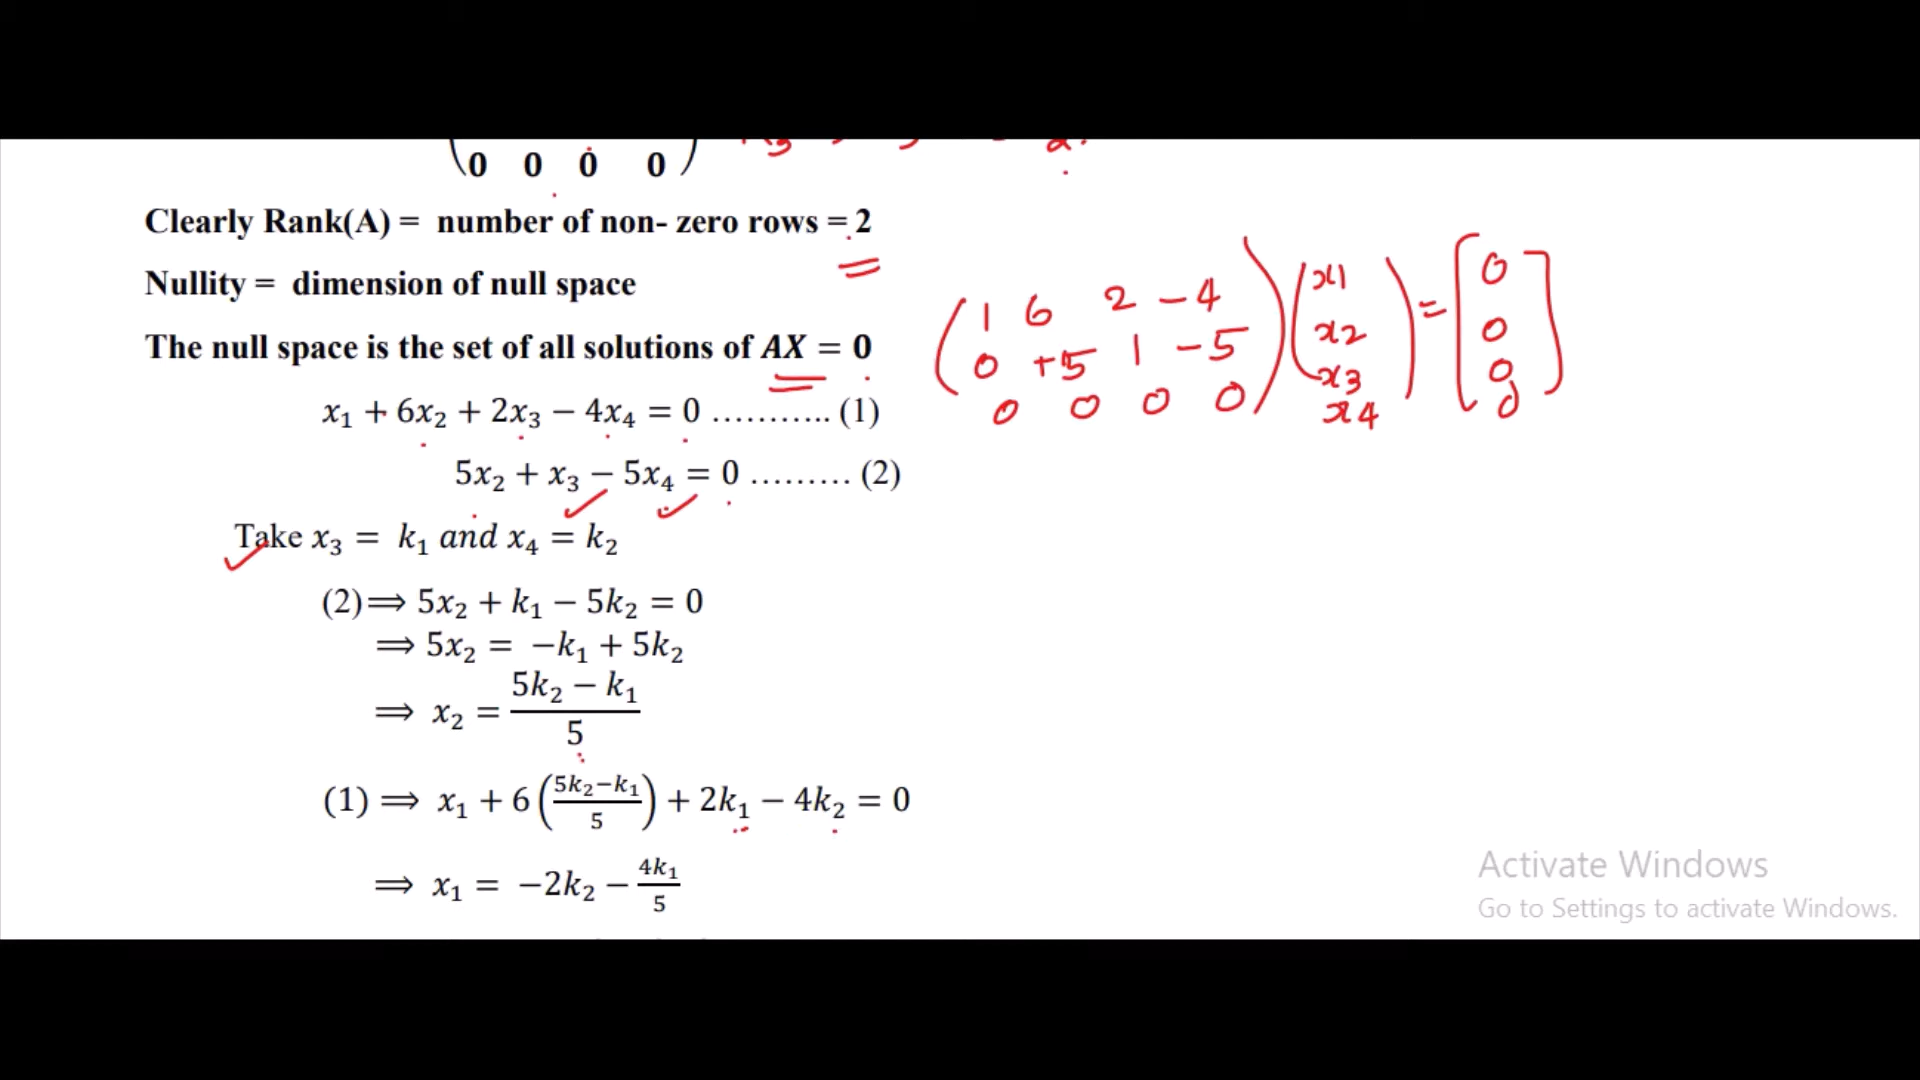 0 0 0 0
Clearly Rank(A) = number of non- zero rows = 2
Nullity = dimension of null space
The null space is the set of all solutions of AX = 0
x₁ + 6x₂ + 2x₃ − 4x₄ = 0 ........... (1)
5x₂ + x₃ − 5x₄ = 0 ......... (2)
Take x₃ = k₁ and x₄ = k₂
(2)⟹ 5x₂ + k₁ − 5k₂ = 0
⟹ 5x₂ = −k₁ + 5k₂
⟹ x₂ = (5k₂ − k₁)/5
(1) ⟹ x₁ + 6((5k₂−k₁)/5) + 2k₁ − 4k₂ = 0
⟹ x₁ = −2k₂ − 4k₁/5
1 6 2 −4
0 +5 1 −5
0 0 0 0
x1
x2
x3
x4
=
0
0
0
0
Activate Windows
Go to Settings to activate Windows.